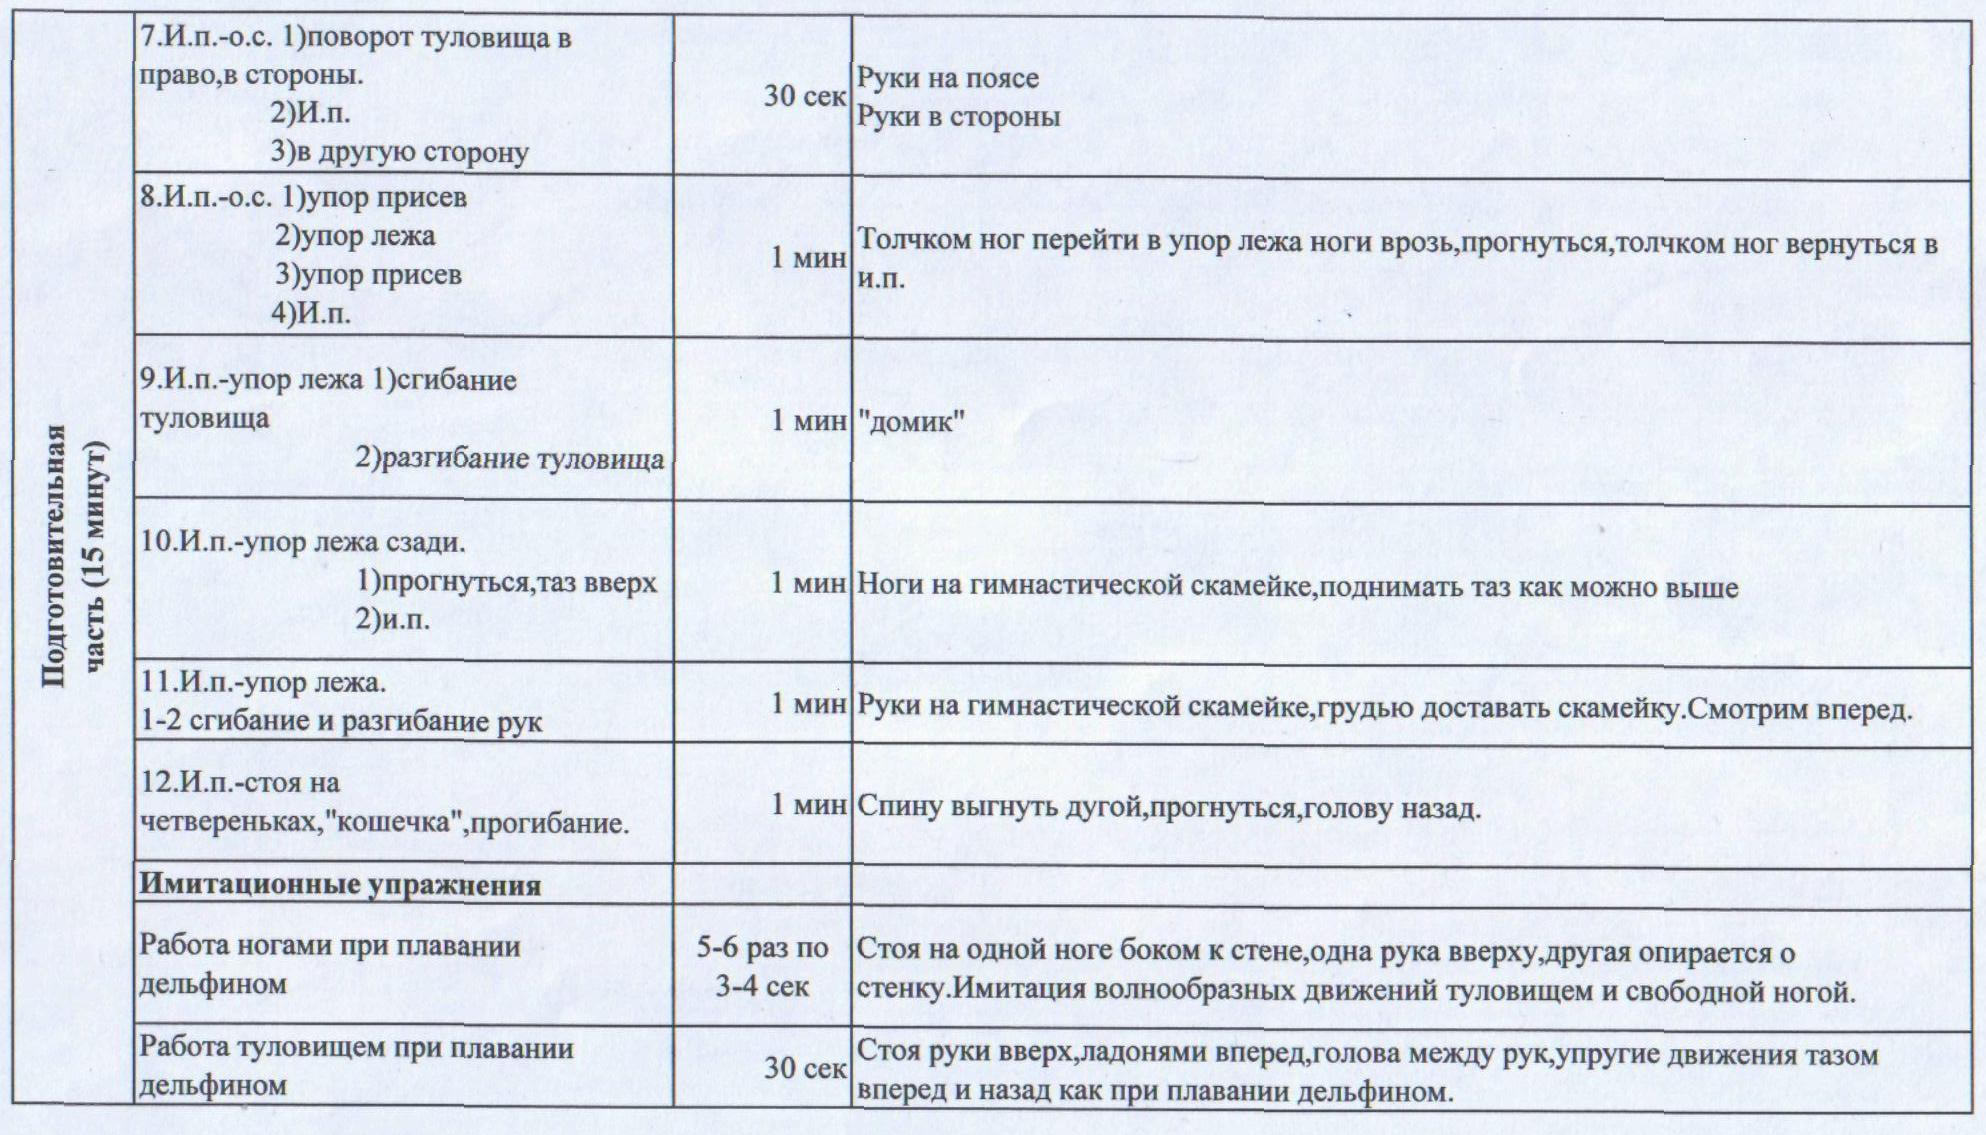 Подготовительная
часть (15 минут)
7.И.п.-о.с. 1)поворот туловища в
право,в стороны.
2)И.п.
3)в другую сторону
30 сек
Руки на поясе
Руки в стороны
8.И.п.-о.с. 1)упор присев
2)упор лежа
3)упор присев
4)И.п.
1 мин
Толчком ног перейти в упор лежа ноги врозь,прогнуться,толчком ног вернуться в
и.п.
9.И.п.-упор лежа 1)сгибание
туловища
2)разгибание туловища
1 мин
"домик"
10.И.п.-упор лежа сзади.
1)прогнуться,таз вверх
2)и.п.
1 мин
Ноги на гимнастической скамейке,поднимать таз как можно выше
11.И.п.-упор лежа.
1-2 сгибание и разгибание рук
1 мин
Руки на гимнастической скамейке,грудью доставать скамейку.Смотрим вперед.
12.И.п.-стоя на
четвереньках,"кошечка",прогибание.
1 мин
Спину выгнуть дугой,прогнуться,голову назад.
Имитационные упражнения
Работа ногами при плавании
дельфином
5-6 раз по
3-4 сек
Стоя на одной ноге боком к стене,одна рука вверху,другая опирается о
стенку.Имитация волнообразных движений туловищем и свободной ногой.
Работа туловищем при плавании
дельфином
30 сек
Стоя руки вверх,ладонями вперед,голова между рук,упругие движения тазом
вперед и назад как при плавании дельфином.